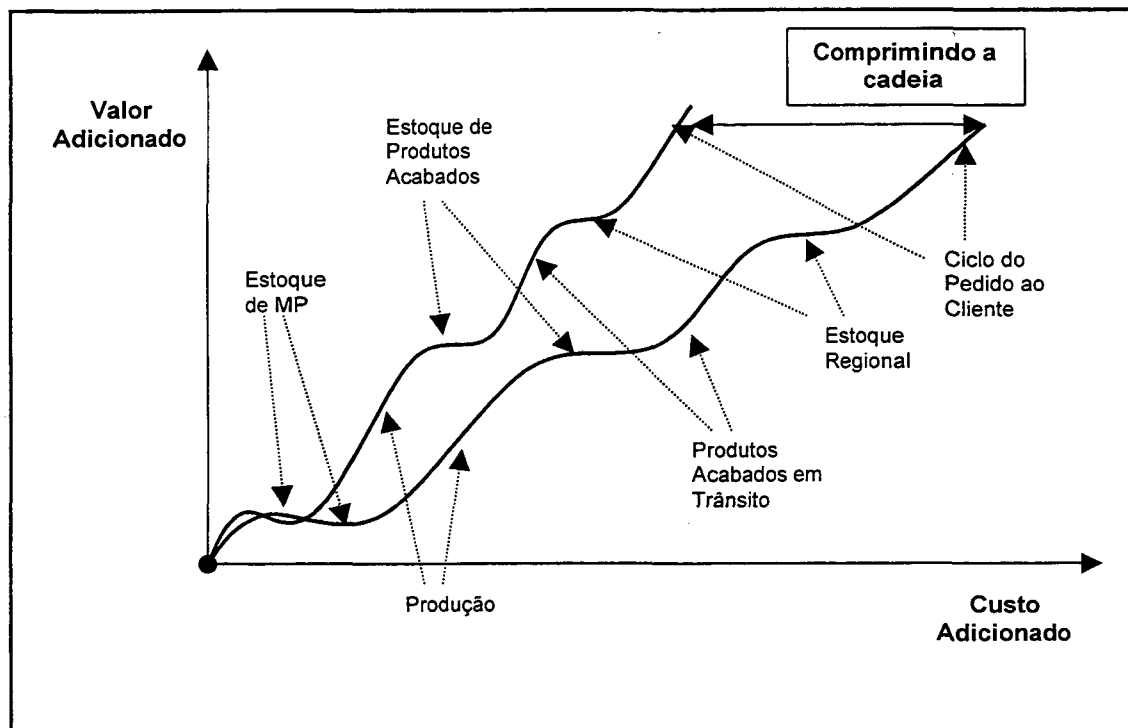 Comprimindo a
cadeia
Valor
Adicionado
Estoque de
Produtos
Acabados
Estoque
de MP
Ciclo do
Pedido ao
Cliente
Estoque
Regional
Produtos
Acabados em
Trânsito
Produção
Custo
Adicionado